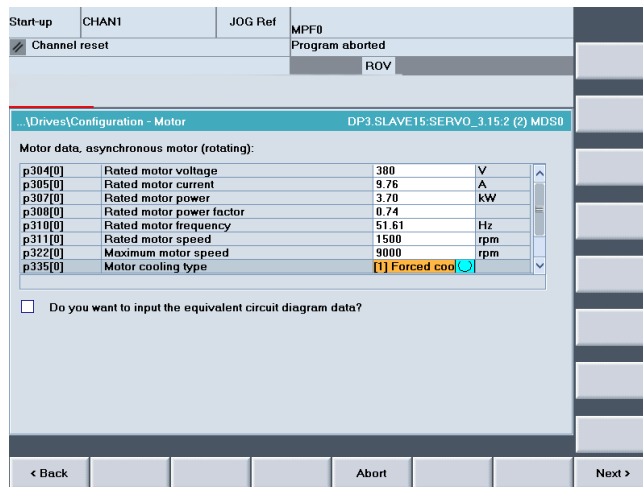 Start-up CHAN1 JOG Ref MPF0
Channel reset Program aborted
ROV
...\Drives\Configuration - Motor DP3.SLAVE15:SERVO_3.15:2 (2) MDS0
Motor data, asynchronous motor (rotating):
p304[0] Rated motor voltage 380 V
p305[0] Rated motor current 9.76 A
p307[0] Rated motor power 3.70 kW
p308[0] Rated motor power factor 0.74
p310[0] Rated motor frequency 51.61 Hz
p311[0] Rated motor speed 1500 rpm
p322[0] Maximum motor speed 9000 rpm
p335[0] Motor cooling type [1] Forced coo
Do you want to input the equivalent circuit diagram data?
< Back Abort Next >